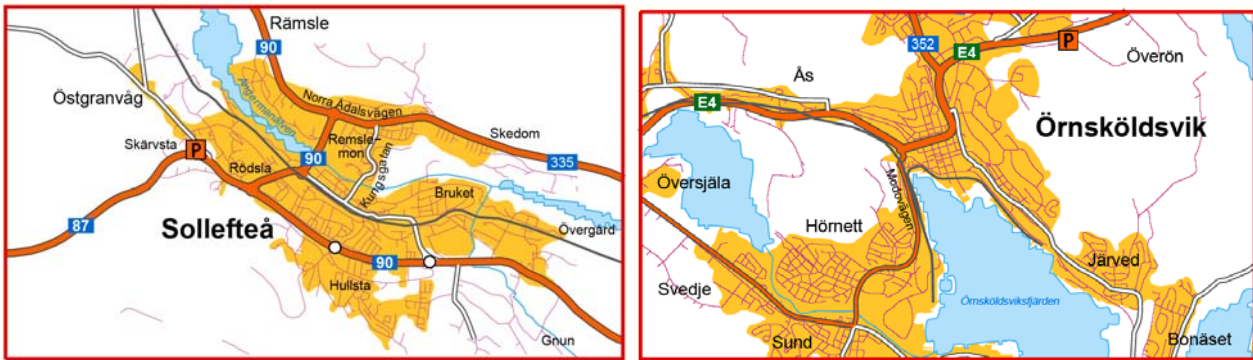 Rämsle
90
Östgranvåg
Ångermanälven
Norra Ådalsvägen
Skärvsta
P
Remsle-
mon
Skedom
90
335
Rödsla
Kungsgatan
Bruket
87
Sollefteå
Övergård
90
Hullsta
Gnun
352
E4
P
Överön
Ås
E4
Örnsköldsvik
Översjäla
Modovägen
Hörnett
Järved
Svedje
Örnsköldsviksfjärden
Sund
Bonäset